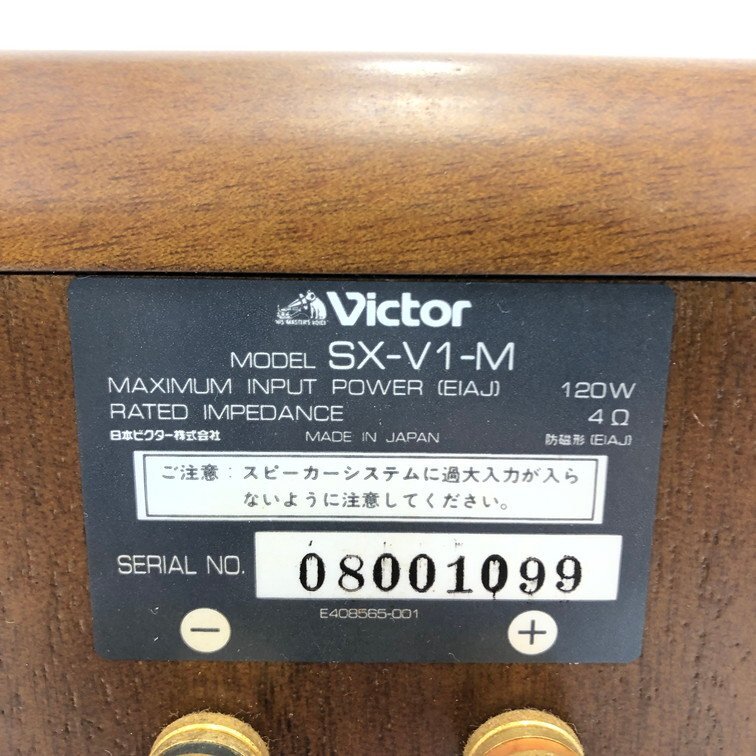 HIS MASTER'S VOICE
Victor
MODEL SX-V1-M
MAXIMUM INPUT POWER (EIAJ) 120W
RATED IMPEDANCE 4Ω
日本ビクター株式会社 MADE IN JAPAN 防磁形(EIAJ)
ご注意：スピーカーシステムに過大入力が入ら
ないように注意してください。
SERIAL NO. 08001099
E408565-001
− +